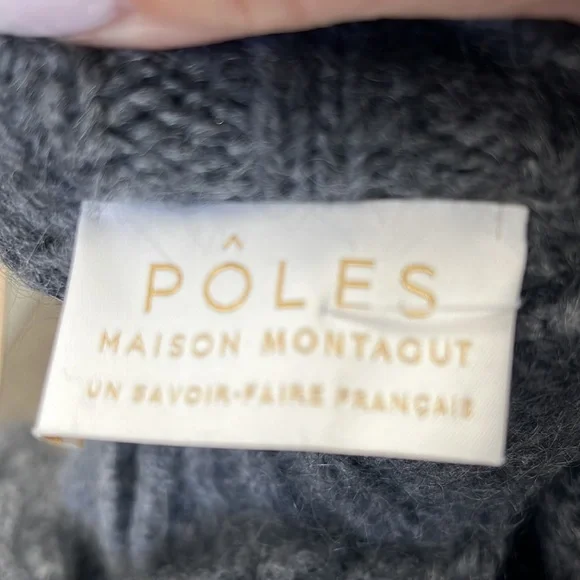 PÔLES
MAISON MONTAGUT
UN SAVOIR-FAIRE FRANÇAIS